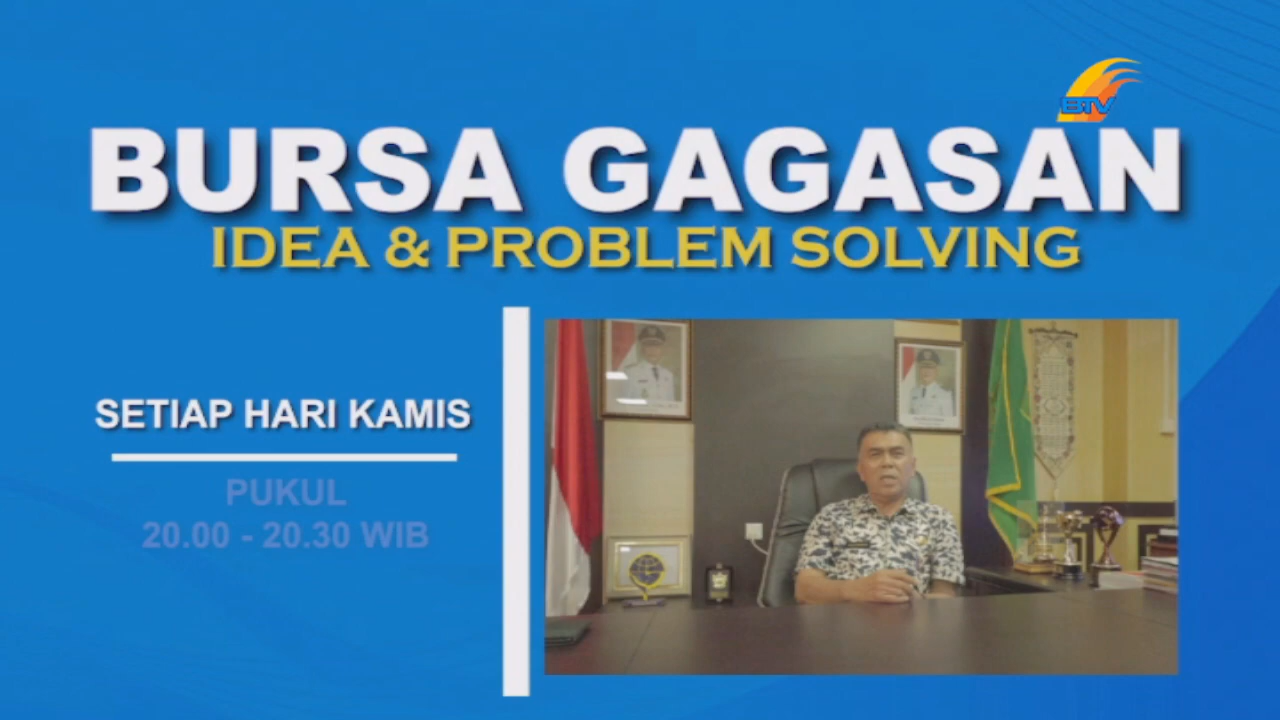 BTV
BURSA GAGASAN
IDEA & PROBLEM SOLVING
SETIAP HARI KAMIS
PUKUL
20.00 - 20.30 WIB